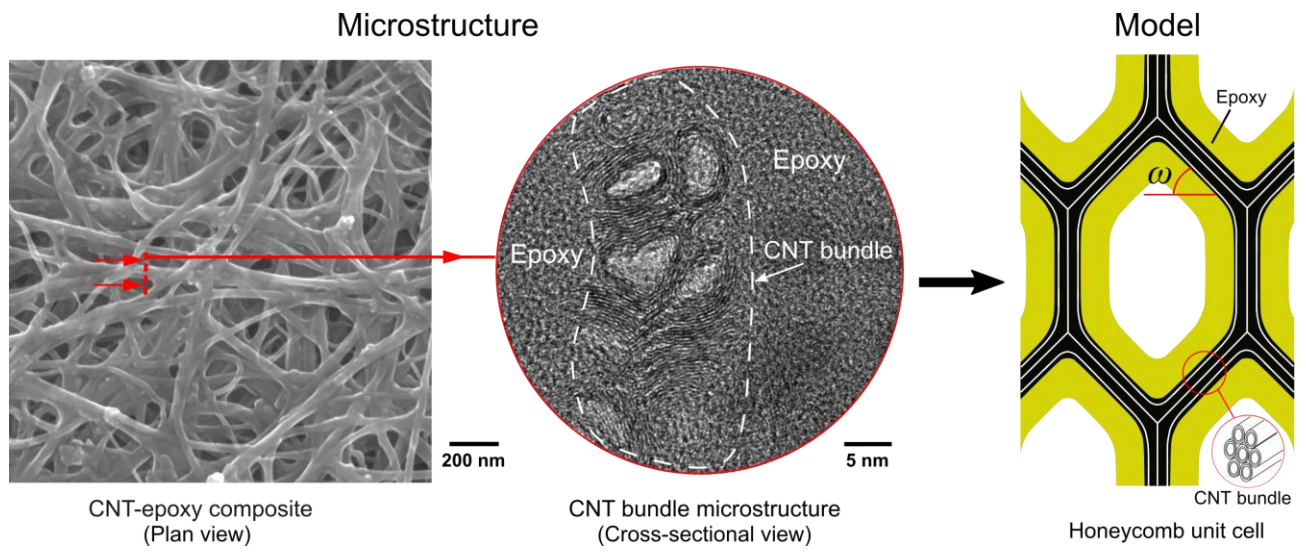 Microstructure
Model
Epoxy
ω
Epoxy
Epoxy
CNT bundle
200 nm
5 nm
CNT bundle
CNT-epoxy composite
(Plan view)
CNT bundle microstructure
(Cross-sectional view)
Honeycomb unit cell